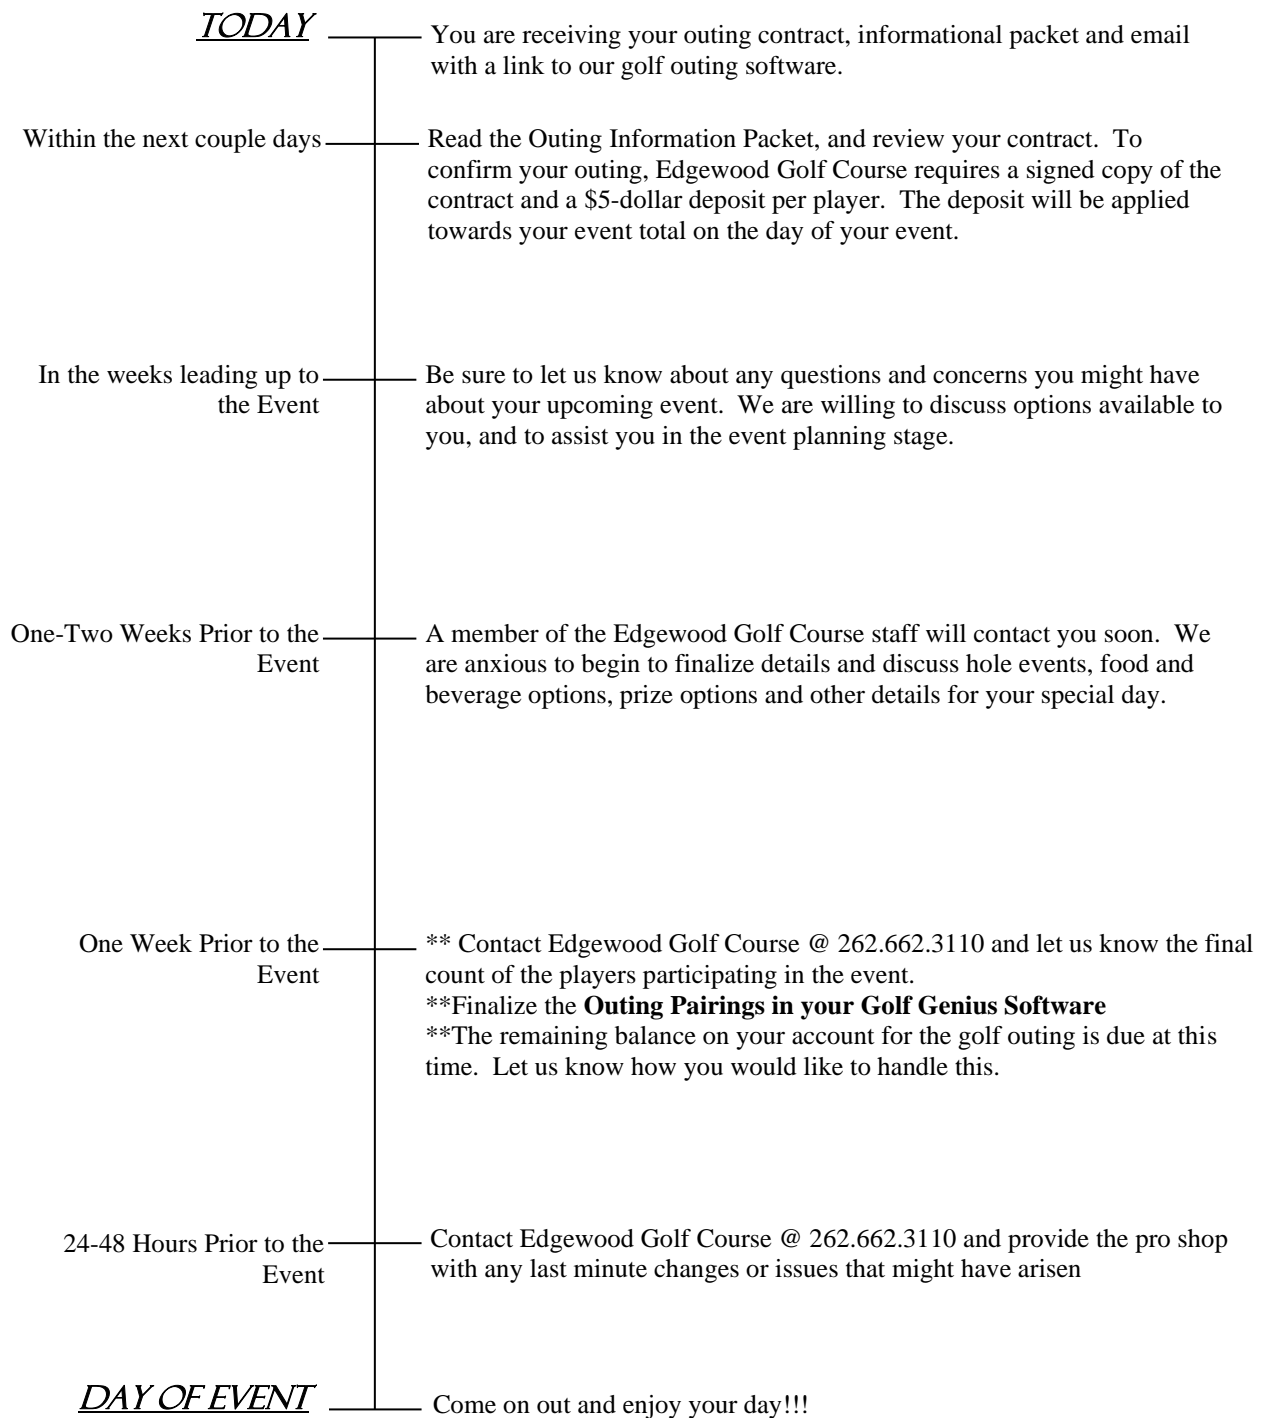 TODAY
You are receiving your outing contract, informational packet and email
with a link to our golf outing software.
Within the next couple days
Read the Outing Information Packet, and review your contract.  To
confirm your outing, Edgewood Golf Course requires a signed copy of the
contract and a $5-dollar deposit per player.  The deposit will be applied
towards your event total on the day of your event.
In the weeks leading up to
the Event
Be sure to let us know about any questions and concerns you might have
about your upcoming event.  We are willing to discuss options available to
you, and to assist you in the event planning stage.
One-Two Weeks Prior to the
Event
A member of the Edgewood Golf Course staff will contact you soon.  We
are anxious to begin to finalize details and discuss hole events, food and
beverage options, prize options and other details for your special day.
One Week Prior to the
Event
** Contact Edgewood Golf Course @ 262.662.3110 and let us know the final
count of the players participating in the event.
**Finalize the Outing Pairings in your Golf Genius Software
**The remaining balance on your account for the golf outing is due at this
time.  Let us know how you would like to handle this.
24-48 Hours Prior to the
Event
Contact Edgewood Golf Course @ 262.662.3110 and provide the pro shop
with any last minute changes or issues that might have arisen
DAY OF EVENT
Come on out and enjoy your day!!!